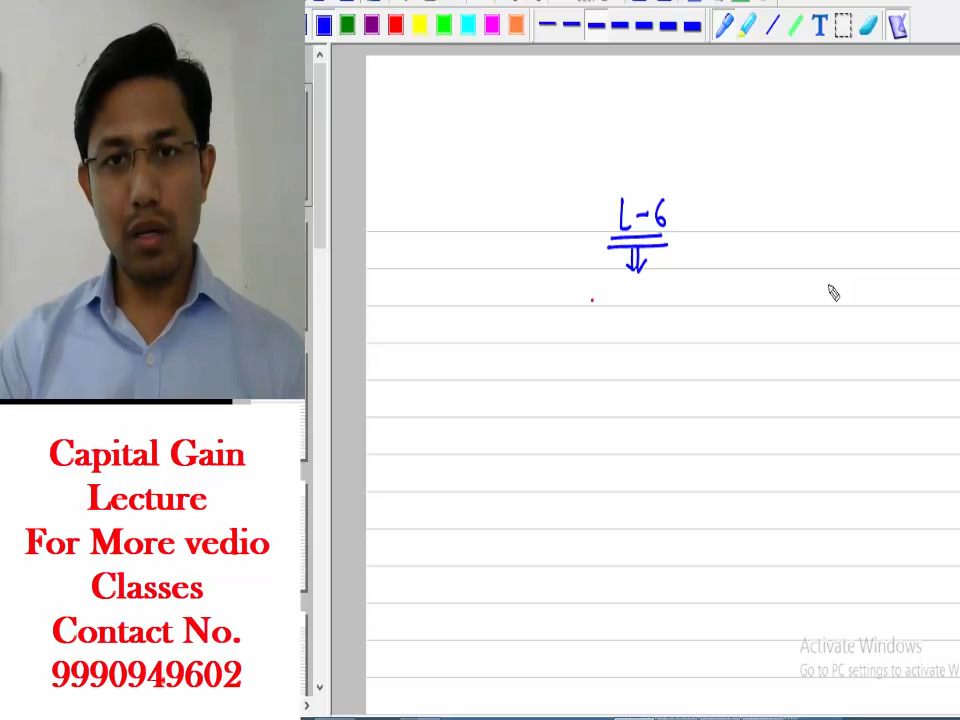 T
L-6
Capital Gain
Lecture
For More vedio
Classes
Contact No.
9990949602
Activate Windows
Go to PC settings to activate W